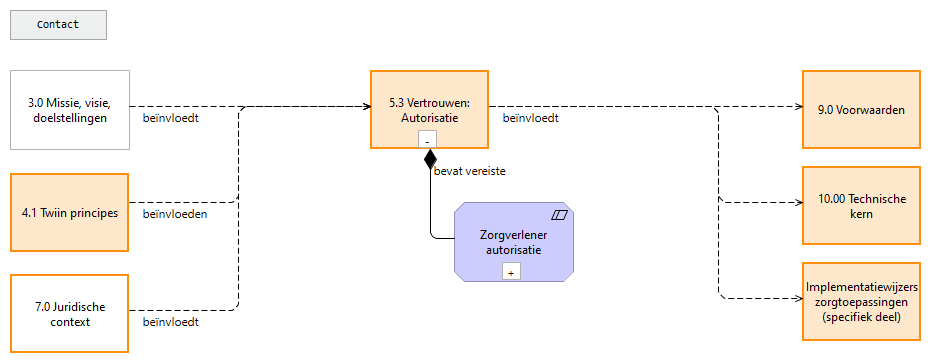 Contact
3.0 Missie, visie,
doelstellingen
beïnvloedt
5.3 Vertrouwen:
Autorisatie
-
beïnvloedt
9.0 Voorwaarden
bevat vereiste
4.1 Twiin principes
beïnvloeden
Zorgverlener
autorisatie
+
10.00 Technische
kern
7.0 Juridische
context
beïnvloedt
Implementatiewijzers
zorgtoepassingen
(specifiek deel)